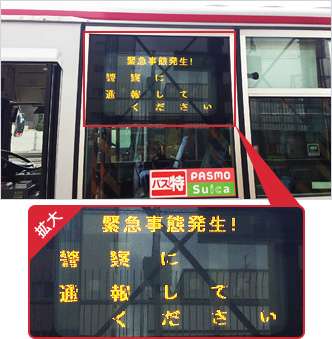 緊急事態発生!
警察に
通報して
ください
バス特
PASMO
Suica
拡大
緊急事態発生!
警察に
通報して
ください